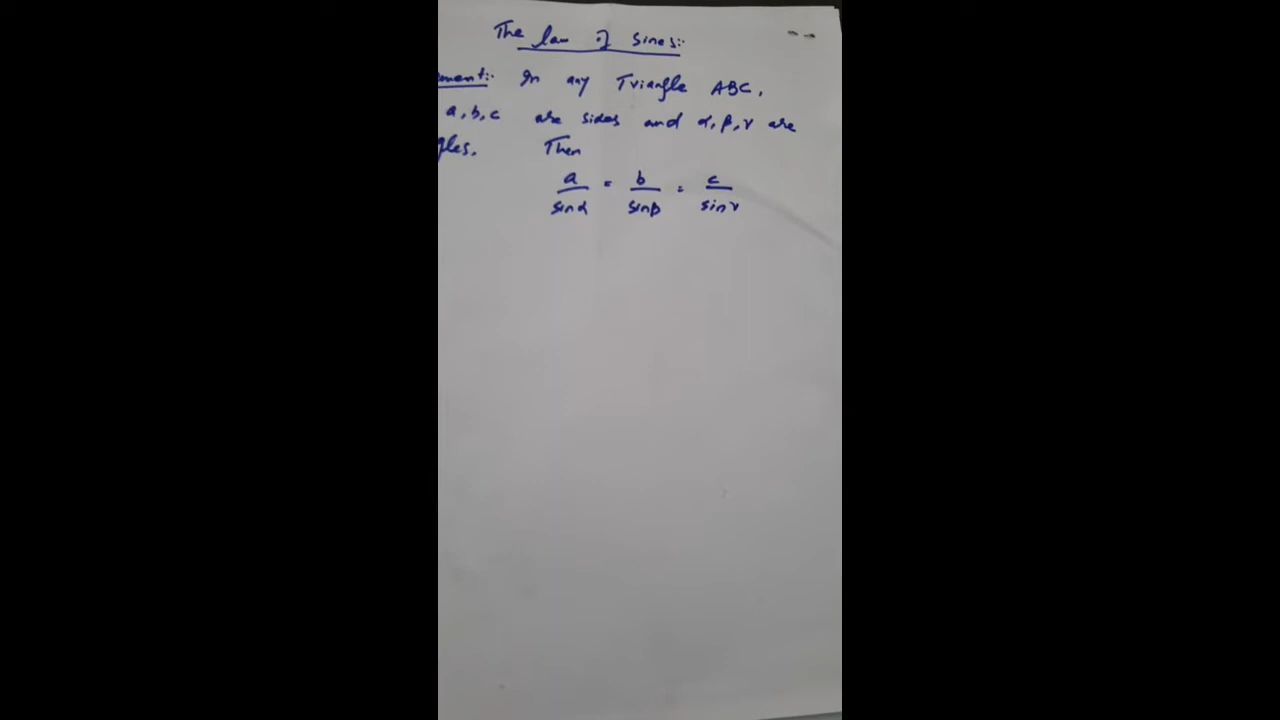 The law of sines:-
ment:- In any Triangle ABC,
a, b, c are sides and α, β, γ are
gles. Then
a/sinα = b/sinβ = c/sinγ